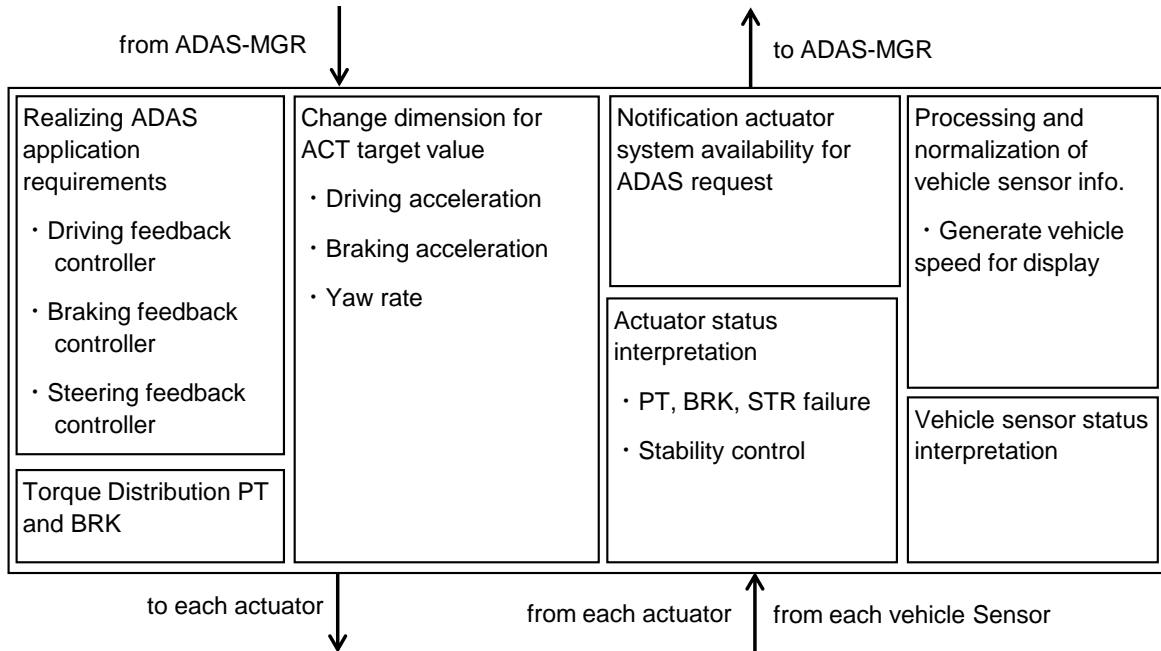 from ADAS-MGR
to ADAS-MGR
Realizing ADAS
application
requirements
・Driving feedback
controller
・Braking feedback
controller
・Steering feedback
controller
Torque Distribution PT
and BRK
Change dimension for
ACT target value
・Driving acceleration
・Braking acceleration
・Yaw rate
Notification actuator
system availability for
ADAS request
Actuator status
interpretation
・PT, BRK, STR failure
・Stability control
Processing and
normalization of
vehicle sensor info.
・Generate vehicle
speed for display
Vehicle sensor status
interpretation
to each actuator
from each actuator
from each vehicle Sensor